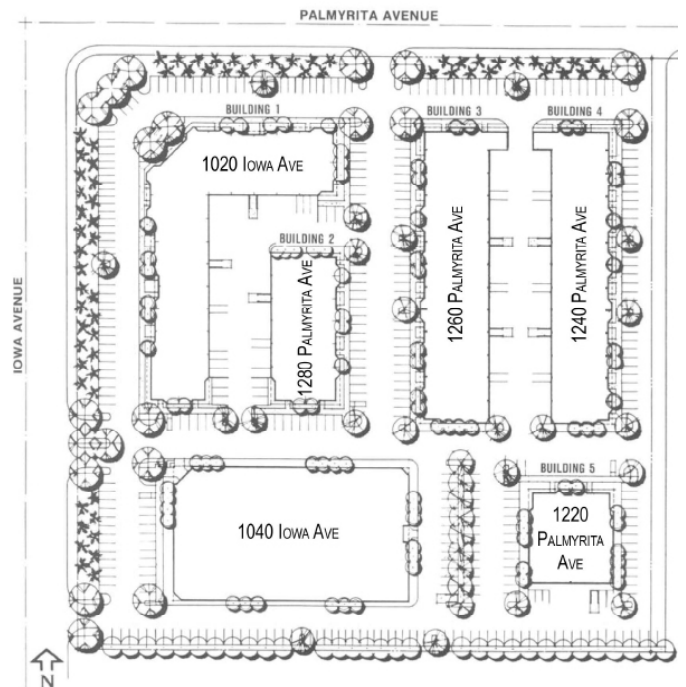 PALMYRITA AVENUE
BUILDING 1
BUILDING 3
BUILDING 4
1020 IOWA AVE
BUILDING 2
1280 PALMYRITA AVE
1260 PALMYRITA AVE
1240 PALMYRITA AVE
IOWA AVENUE
BUILDING 5
1040 IOWA AVE
1220
PALMYRITA
AVE
N